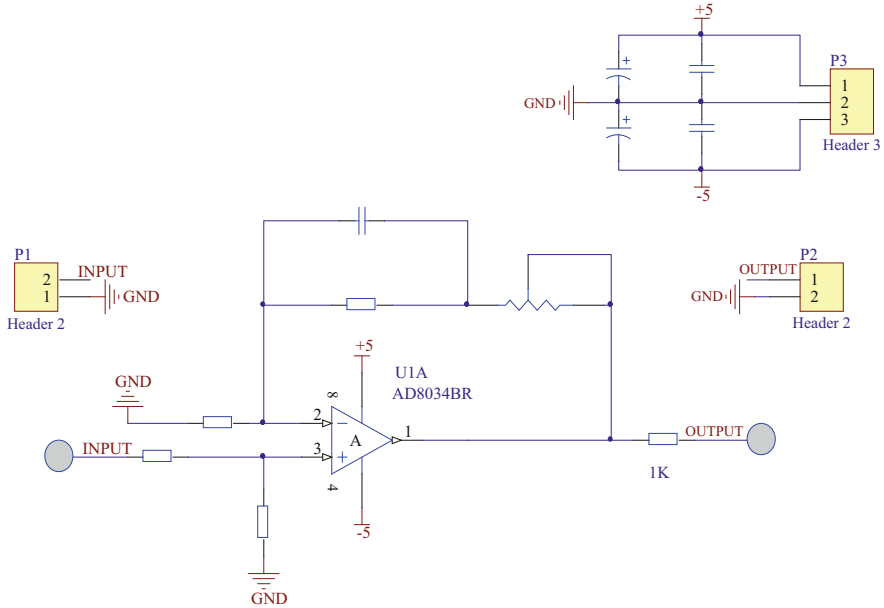 +5
P3
1
2
3
GND
Header 3
-5
P1
2
INPUT
1
GND
Header 2
P2
OUTPUT
1
GND
2
Header 2
+5
U1A
AD8034BR
8
GND
2
−
A
1
INPUT
3
+
OUTPUT
4
1K
-5
GND
+
+